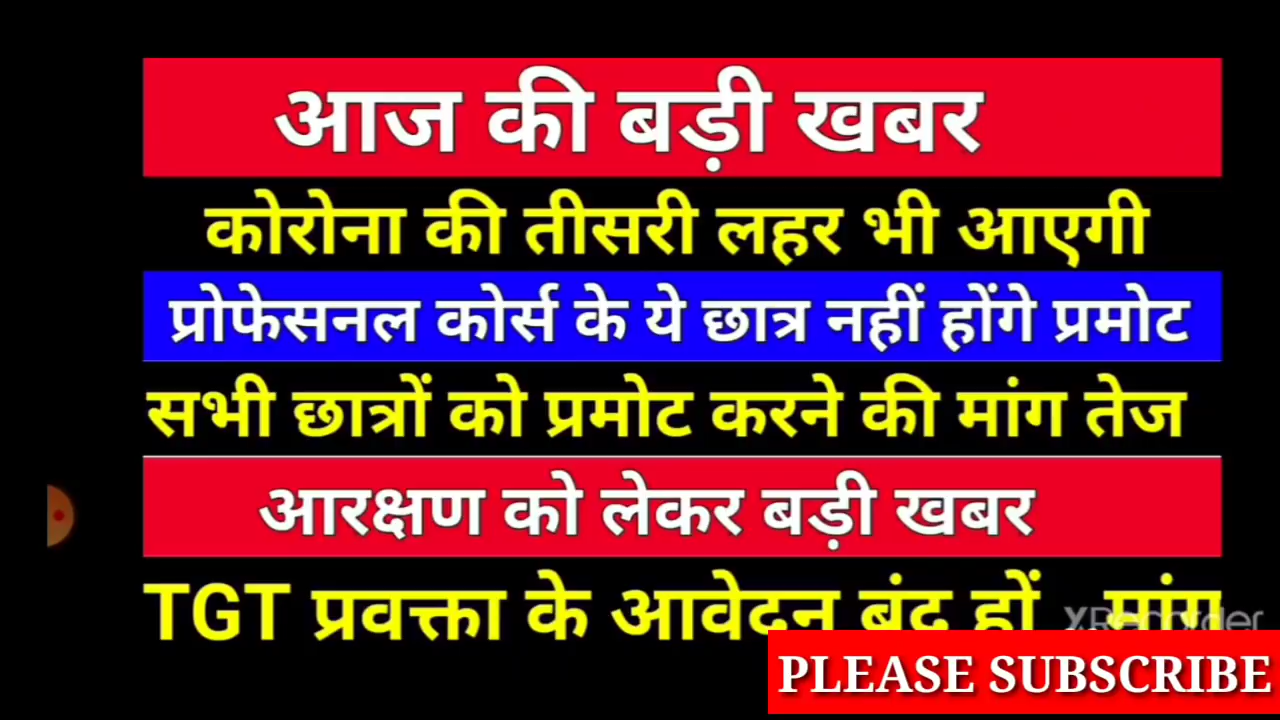 आज की बड़ी खबर
कोरोना की तीसरी लहर भी आएगी
प्रोफेसनल कोर्स के ये छात्र नहीं होंगे प्रमोट
सभी छात्रों को प्रमोट करने की मांग तेज
आरक्षण को लेकर बड़ी खबर
TGT प्रवक्ता के आवेदन बंद हों ..मांग
XRecorder
PLEASE SUBSCRIBE